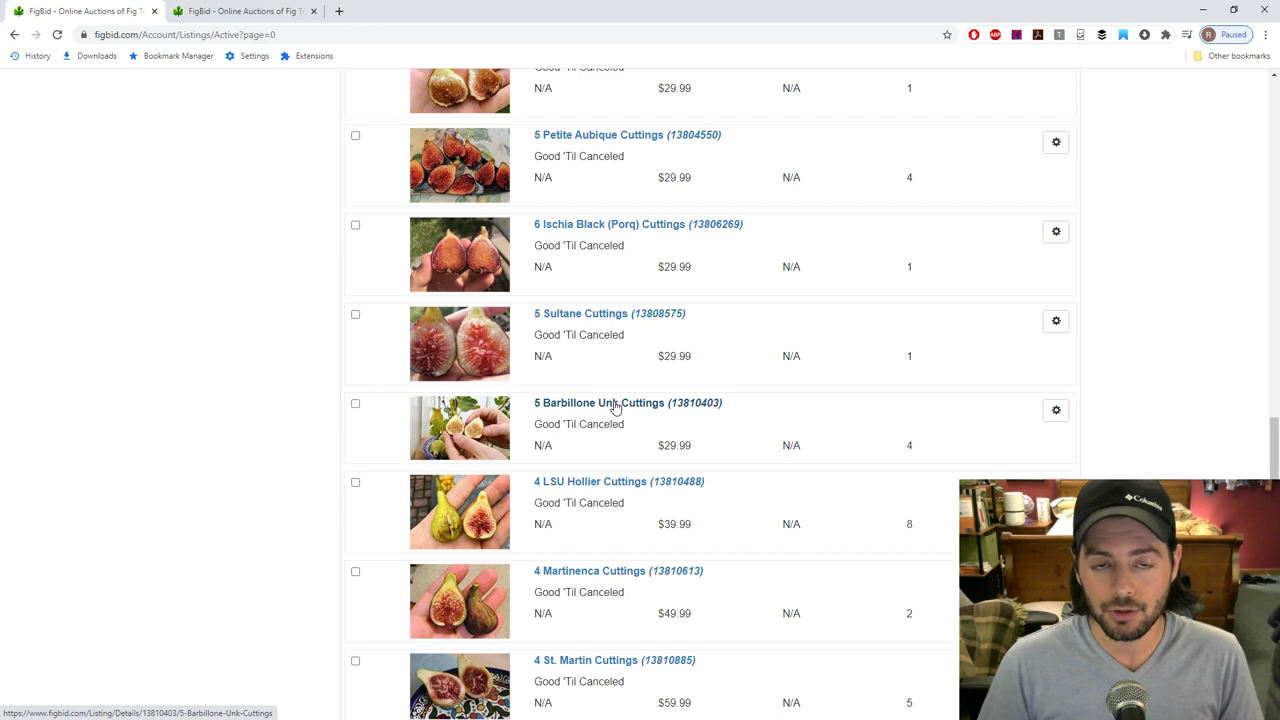 FigBid - Online Auctions of Fig Tr
FigBid - Online Auctions of Fig T
figbid.com/Account/Listings/Active?page=0
R Paused
History Downloads Bookmark Manager Settings Extensions Other bookmarks
Good 'Til Canceled
N/A $29.99 N/A 1
5 Petite Aubique Cuttings (13804550)
Good 'Til Canceled
N/A $29.99 N/A 4
6 Ischia Black (Porq) Cuttings (13806269)
Good 'Til Canceled
N/A $29.99 N/A 1
5 Sultane Cuttings (13808575)
Good 'Til Canceled
N/A $29.99 N/A 1
5 Barbillone Unk Cuttings (13810403)
Good 'Til Canceled
N/A $29.99 N/A 4
4 LSU Hollier Cuttings (13810488)
Good 'Til Canceled
N/A $39.99 N/A 8
4 Martinenca Cuttings (13810613)
Good 'Til Canceled
N/A $49.99 N/A 2
4 St. Martin Cuttings (13810885)
Good 'Til Canceled
N/A $59.99 N/A 5
Columbia
https://www.figbid.com/Listing/Details/13810403/5-Barbillone-Unk-Cuttings